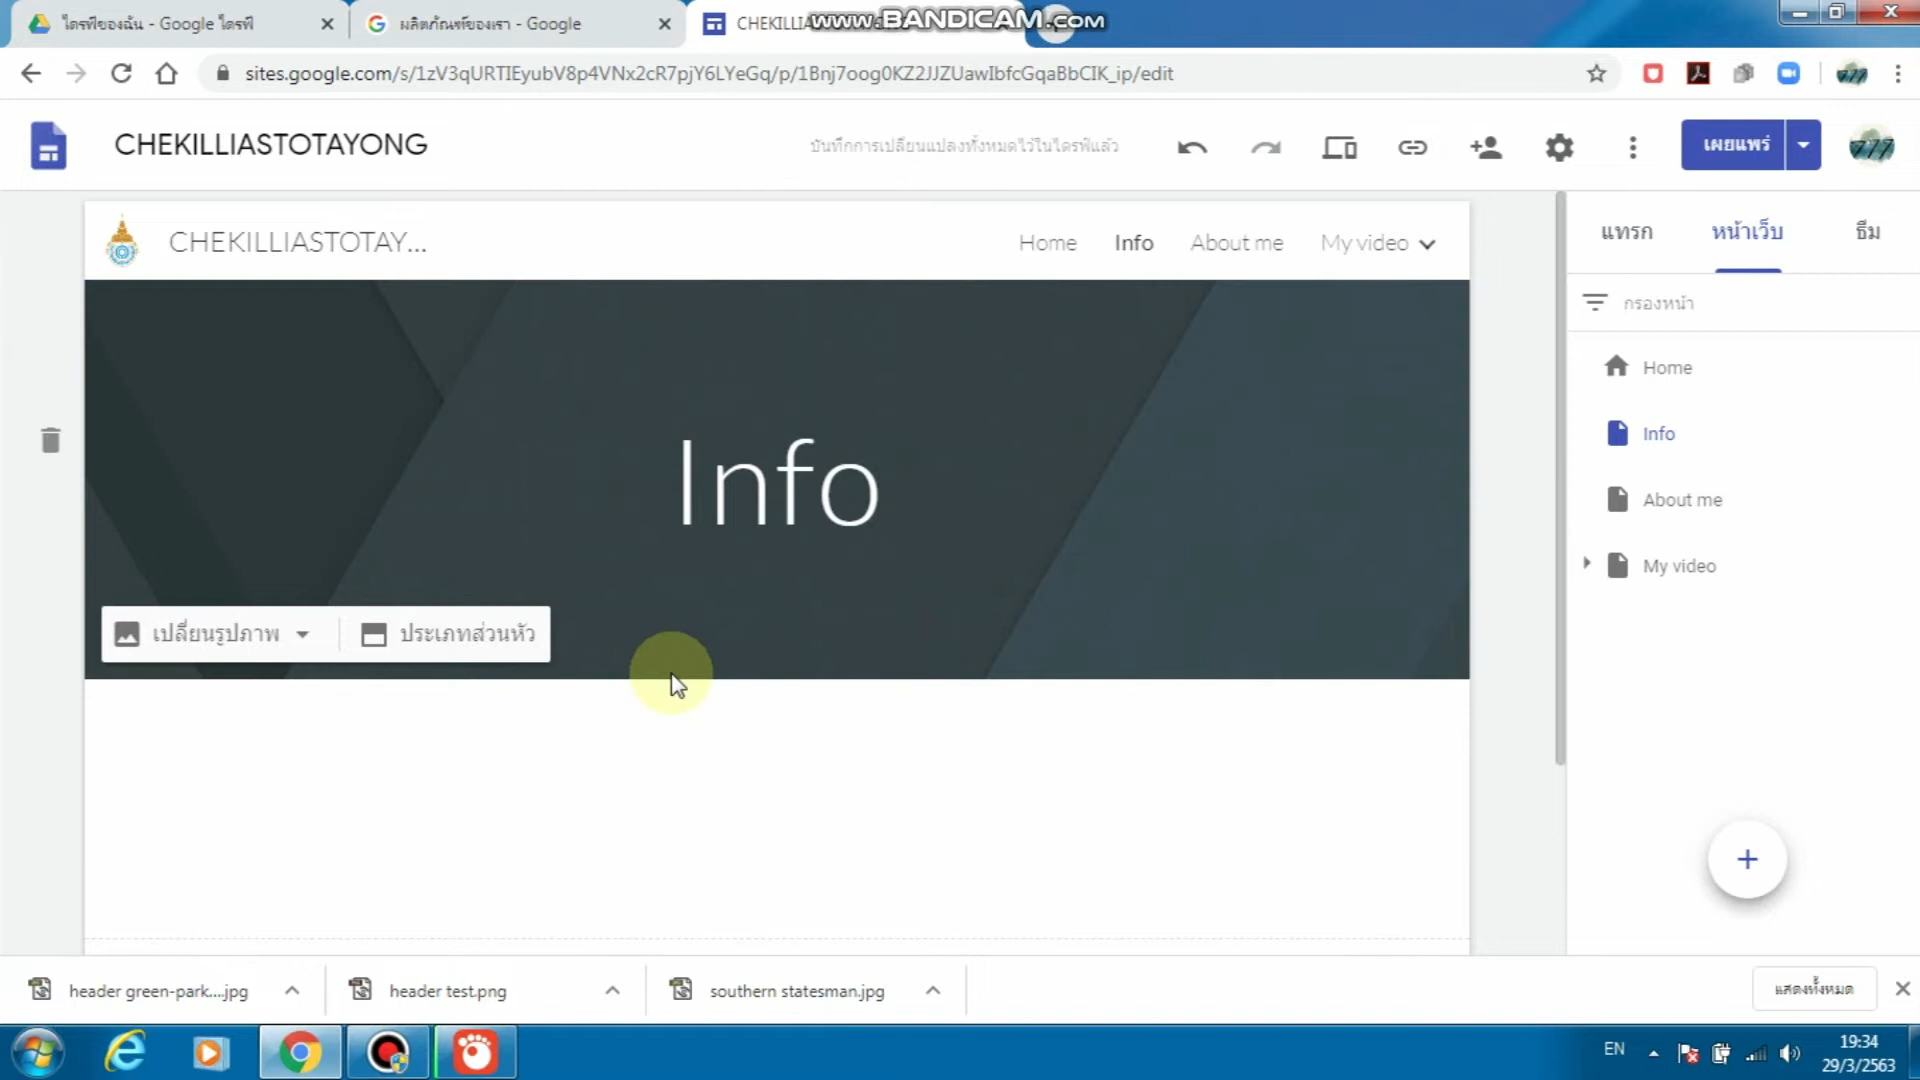 ไดรฟ์ของฉัน - Google ไดรฟ์
ผลิตภัณฑ์ของเรา - Google
CHEKILLIA
www.BANDICAM.com
sites.google.com/s/1zV3qURTIEyubV8p4VNx2cR7pjY6LYeGq/p/1Bnj7oog0KZ2JJZUawIbfcGqaBbCIK_ip/edit
CHEKILLIASTOTAYONG
บันทึกการเปลี่ยนแปลงทั้งหมดไว้ในไดรฟ์แล้ว
เผยแพร่
CHEKILLIASTOTAY...
Home
Info
About me
My video
แทรก
หน้าเว็บ
ธีม
กรองหน้า
Home
Info
About me
My video
Info
เปลี่ยนรูปภาพ
ประเภทส่วนหัว
header green-park....jpg
header test.png
southern statesman.jpg
แสดงทั้งหมด
EN
19:34
29/3/2563